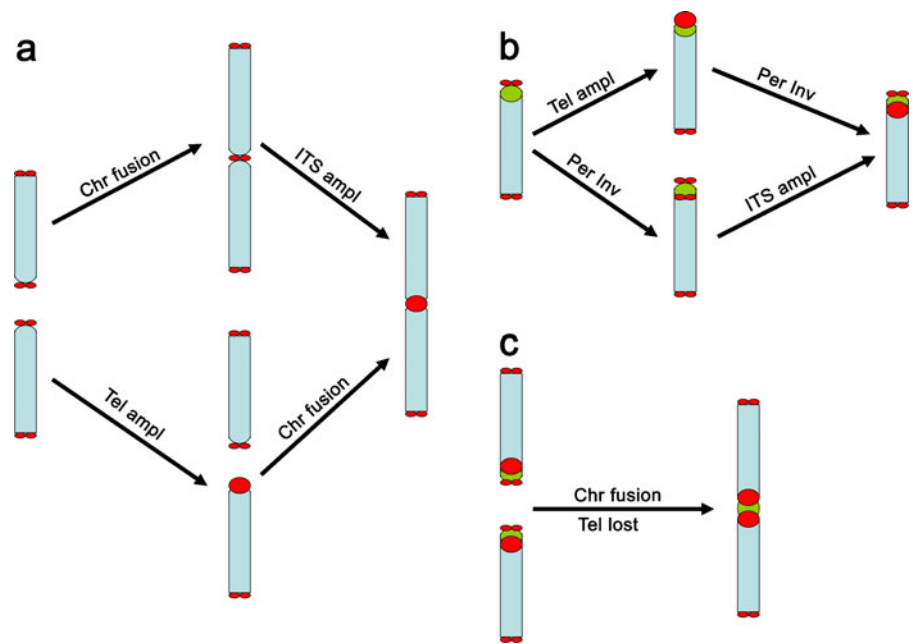 a
Chr fusion
ITS ampl
Tel ampl
Chr fusion
b
Tel ampl
Per Inv
Per Inv
ITS ampl
c
Chr fusion
Tel lost